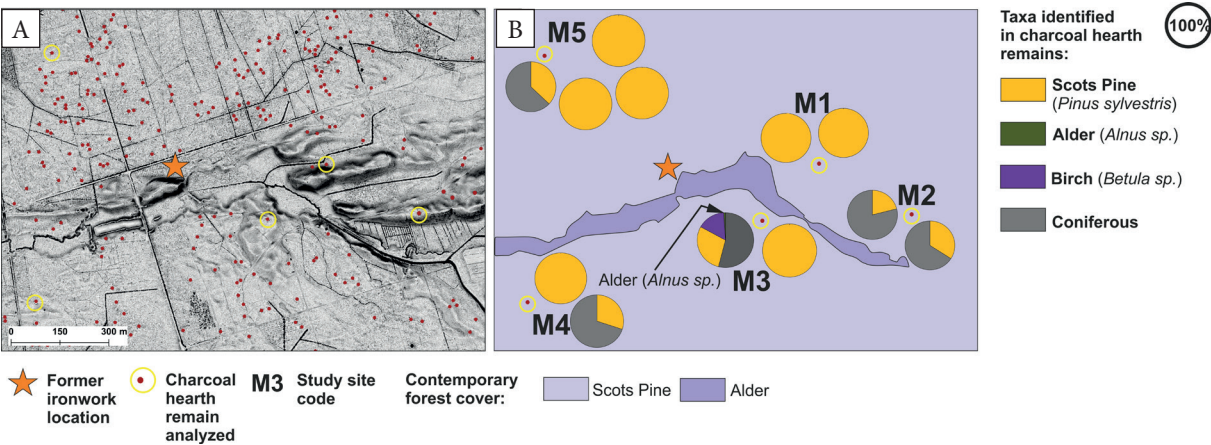 A
0 150 300 m
B
M5
M1
M2
M3
Alder (Alnus sp.)
M4
Taxa identified
in charcoal hearth
remains:
100%
Scots Pine
(Pinus sylvestris)
Alder (Alnus sp.)
Birch (Betula sp.)
Coniferous
Former
ironwork
location
Charcoal
hearth
remain
analyzed
M3
Study site
code
Contemporary
forest cover:
Scots Pine
Alder